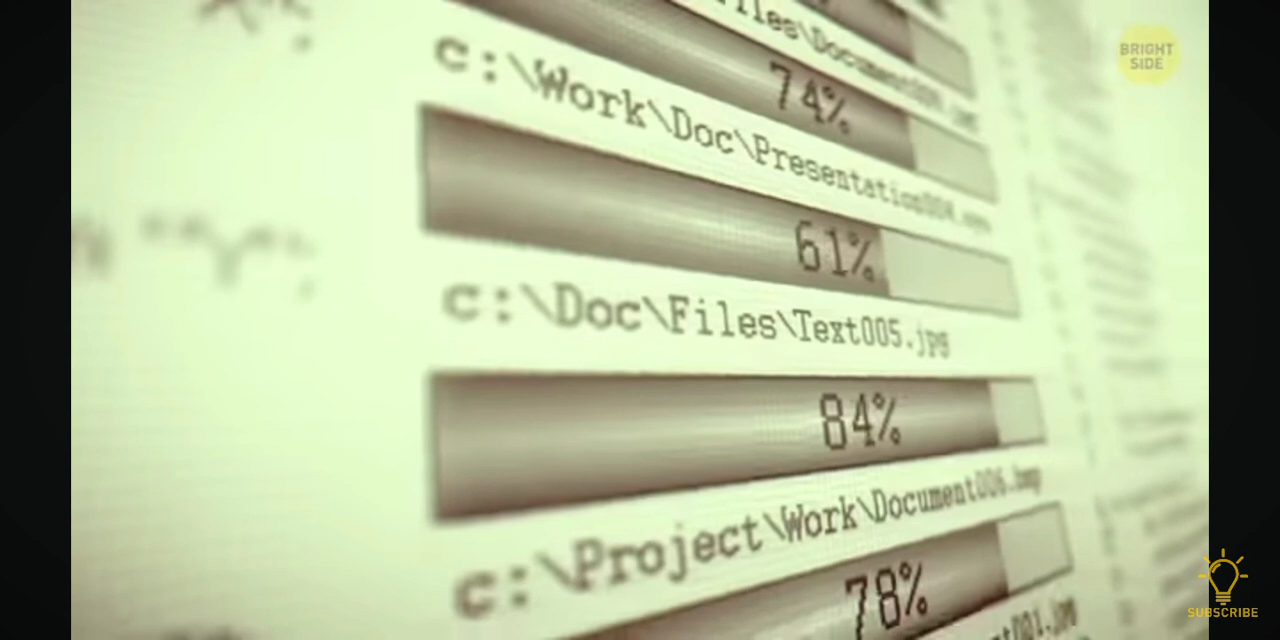 BRIGHT
SIDE
74%
c:\Work\Doc\Presentation004.
61%
c:\Doc\Files\Text005.jpg
84%
c:\Project\Work\Document006.bmp
78%
SUBSCRIBE